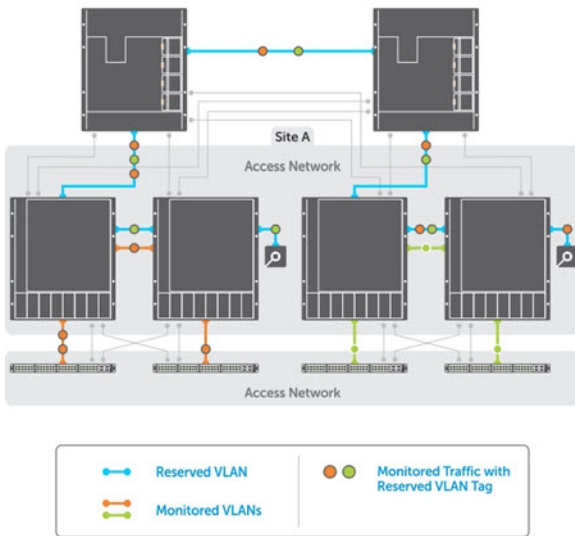 Site A
Access Network
Access Network
Reserved VLAN
Monitored VLANs
Monitored Traffic with
Reserved VLAN Tag